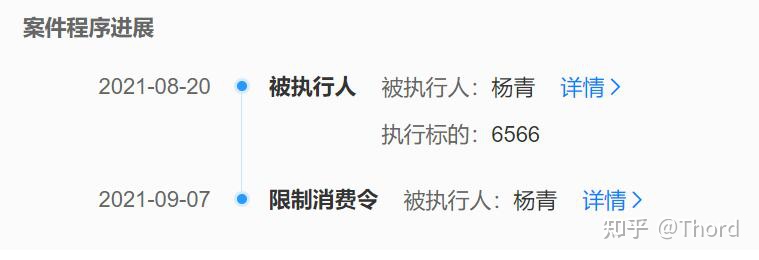 案件程序进展
2021-08-20 被执行人 被执行人：杨青 详情 >
执行标的：6566
2021-09-07 限制消费令 被执行人：杨青 详情 >
知乎 @Thord